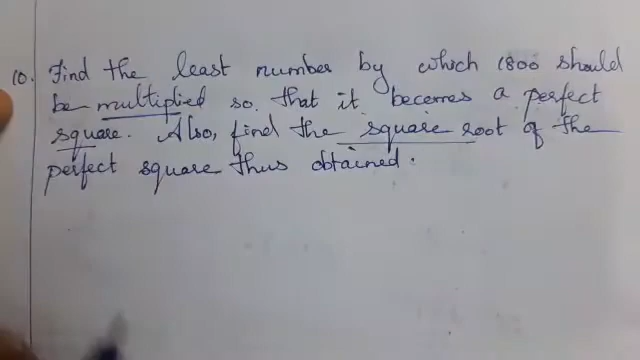 10. Find the least number by which 1800 should
be multiplied so that it becomes a perfect
square. Also, find the square root of the
perfect square thus obtained.